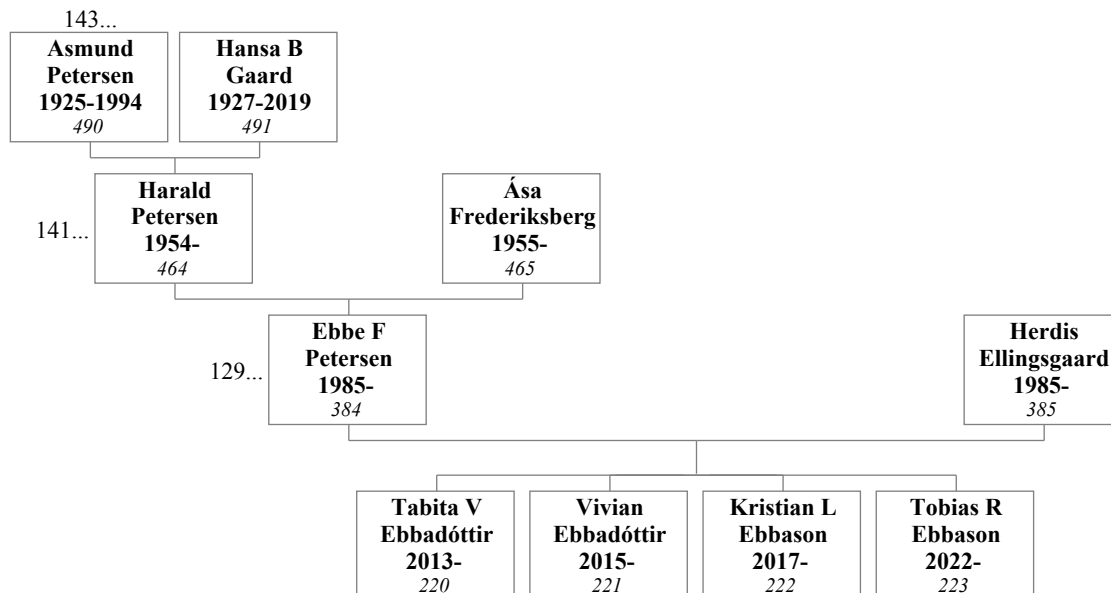 143...
Asmund
Petersen
1925-1994
490
Hansa B
Gaard
1927-2019
491
141...
Harald
Petersen
1954-
464
Ása
Frederiksberg
1955-
465
129...
Ebbe F
Petersen
1985-
384
Herdis
Ellingsgaard
1985-
385
Tabita V
Ebbadóttir
2013-
220
Vivian
Ebbadóttir
2015-
221
Kristian L
Ebbason
2017-
222
Tobias R
Ebbason
2022-
223